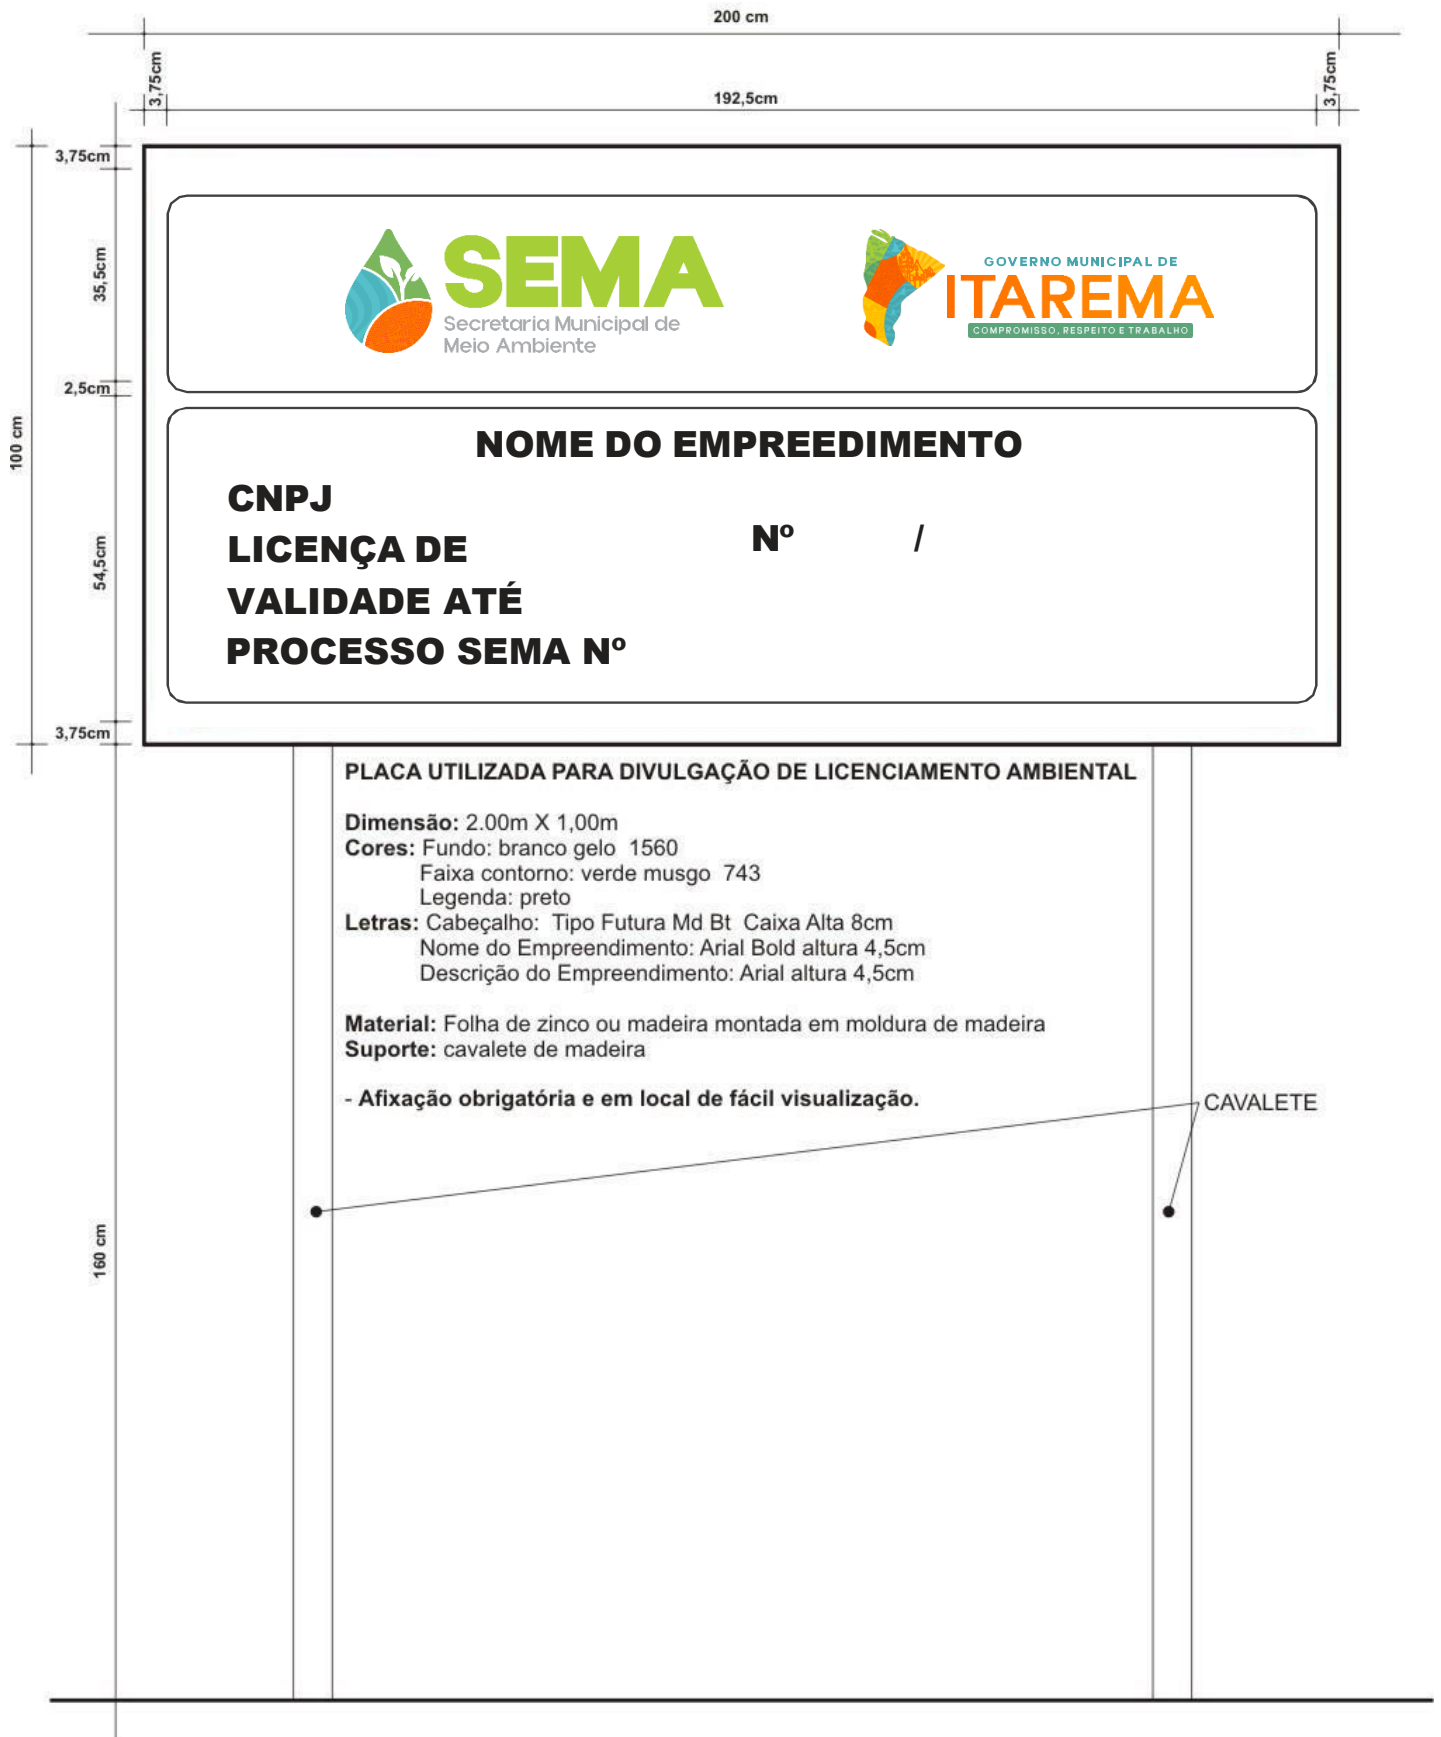 200 cm
3,75cm
192,5cm
3,75cm
3,75cm
35,5cm
2,5cm
100 cm
54,5cm
3,75cm
SEMA
Secretaria Municipal de
Meio Ambiente
GOVERNO MUNICIPAL DE
ITAREMA
COMPROMISSO, RESPEITO E TRABALHO
NOME DO EMPREEDIMENTO
CNPJ
LICENÇA DE Nº /
VALIDADE ATÉ
PROCESSO SEMA Nº
PLACA UTILIZADA PARA DIVULGAÇÃO DE LICENCIAMENTO AMBIENTAL
Dimensão: 2.00m X 1,00m
Cores: Fundo: branco gelo 1560
Faixa contorno: verde musgo 743
Legenda: preto
Letras: Cabeçalho: Tipo Futura Md Bt Caixa Alta 8cm
Nome do Empreendimento: Arial Bold altura 4,5cm
Descrição do Empreendimento: Arial altura 4,5cm
Material: Folha de zinco ou madeira montada em moldura de madeira
Suporte: cavalete de madeira
- Afixação obrigatória e em local de fácil visualização.
CAVALETE
160 cm